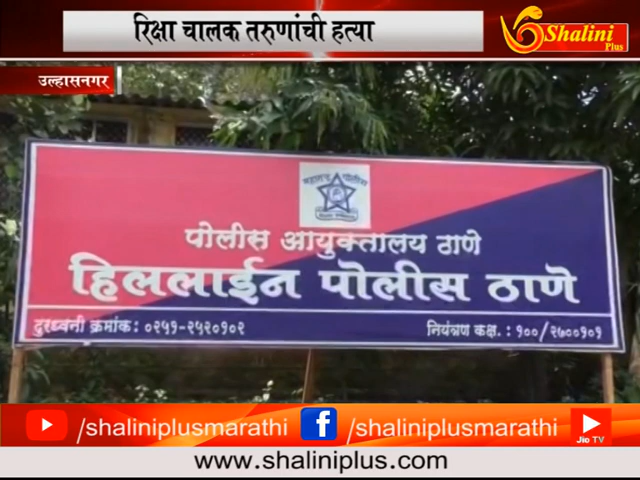 रिक्षा चालक तरुणांची हत्या
Shalini
Plus
उल्हासनगर
पोलीस आयुक्तालय ठाणे
हिललाईन पोलीस ठाणे
दुरध्वनी क्रमांक: ०२५१-२५२०१०२
नियंत्रण कक्ष. : १००/२७००१०१
/shaliniplusmarathi
/shaliniplusmarathi
Jio TV
www.shaliniplus.com